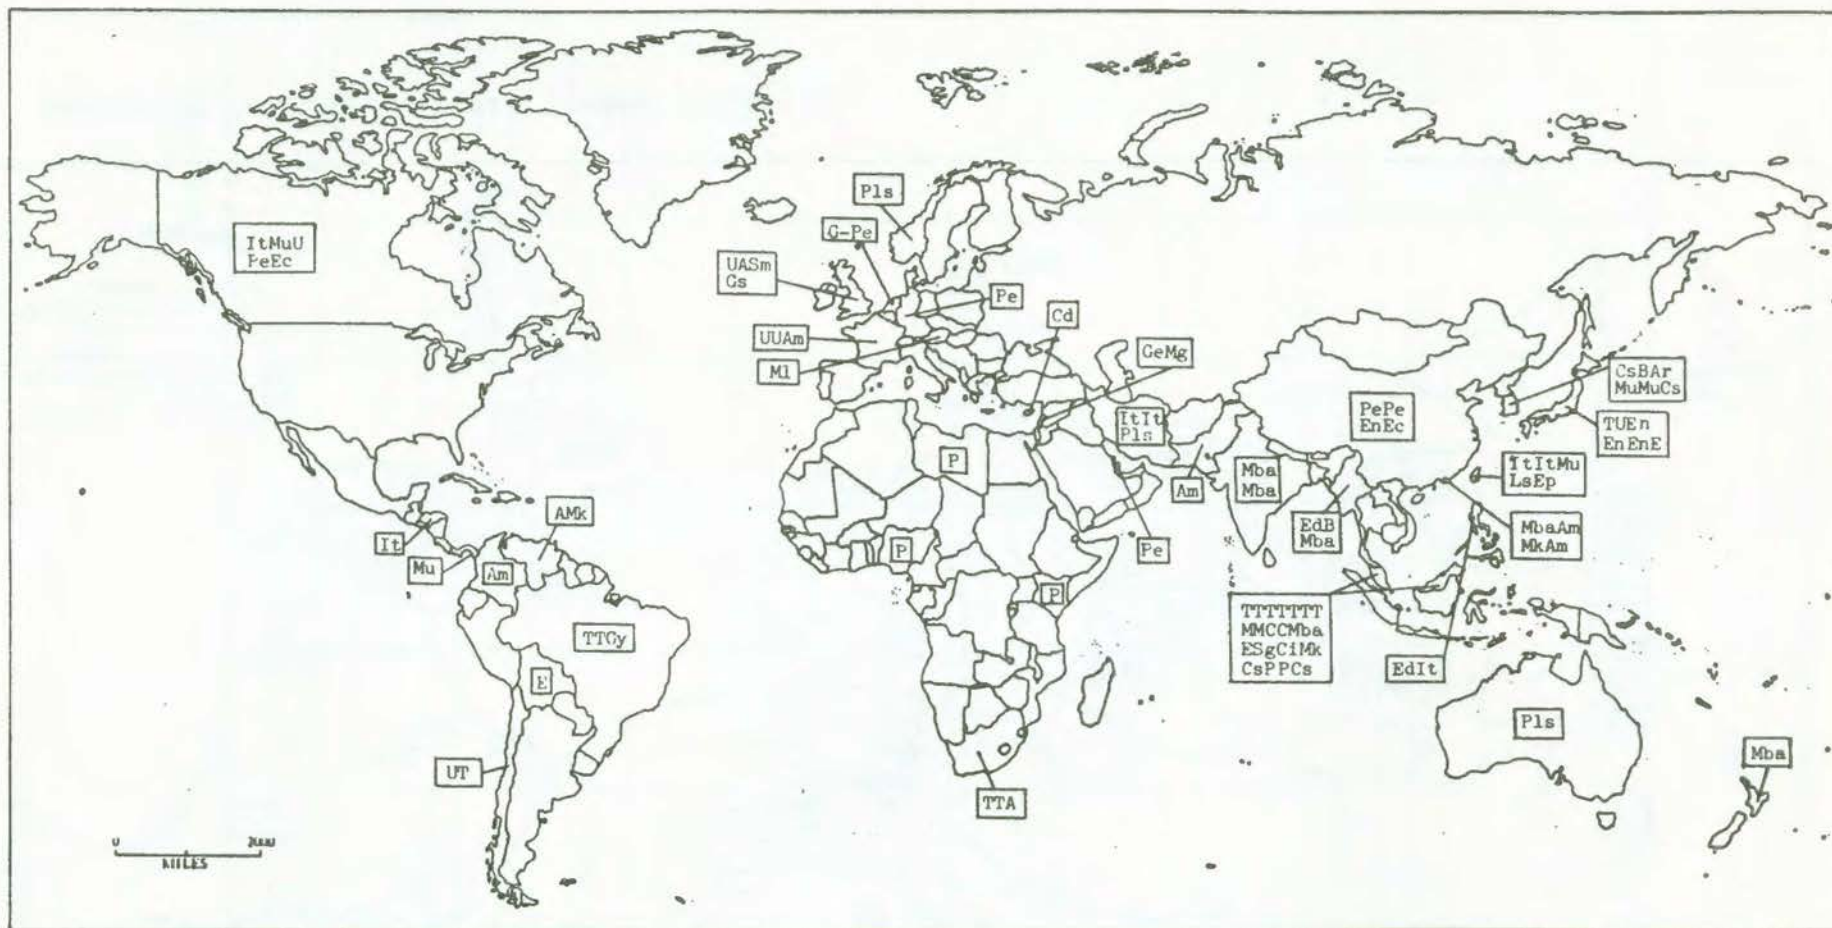 Pls
G-Pe
ItMuU
PeEc
UASm
Gs
Pe
Cd
UUAm
Ml
GeMg
CsBAr
MuMuCs
PePe
EnEc
ItIt
Pls
TUEn
EnEnE
P
Mba
Mba
ItItMu
LsEp
Am
AMk
EdB
Mba
MbaAm
MkAm
It
P
Pe
Mu
Am
P
TTTTTTT
MMCCMba
ESgCiMk
CsPPCs
TTGy
EdIt
E
Pls
UT
Mba
TTA
0
MILES